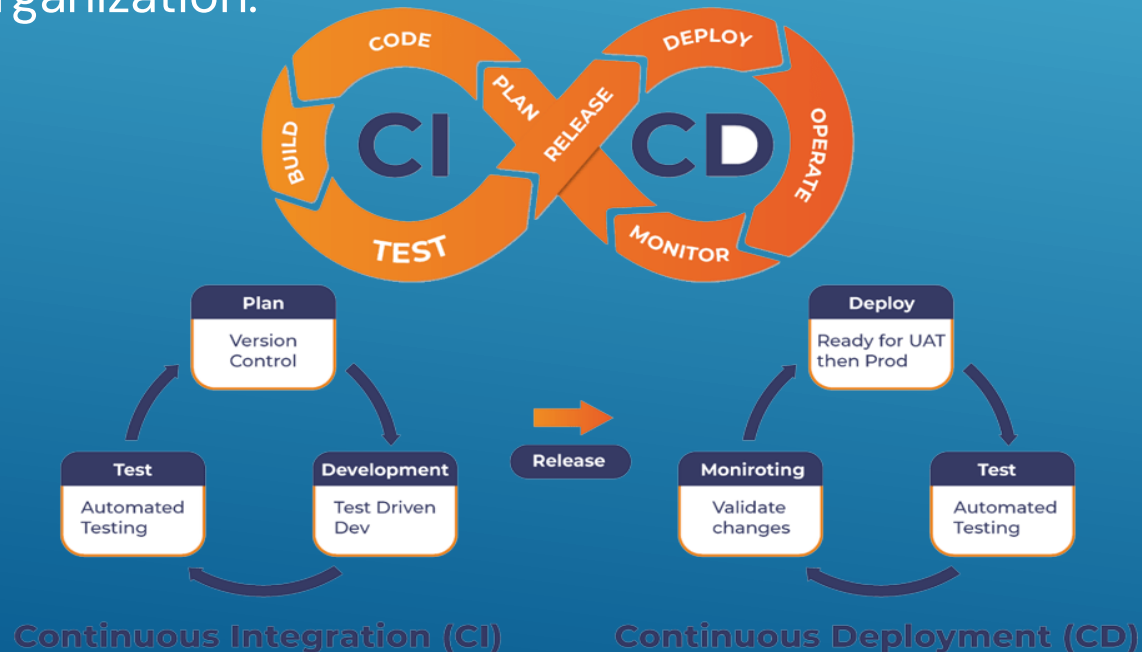 rganization.
CODE
PLAN
BUILD
CI
TEST
RELEASE
DEPLOY
CD
OPERATE
MONITOR
Plan
Version
Control
Test
Automated
Testing
Development
Test Driven
Dev
Release
Deploy
Ready for UAT
then Prod
Moniroting
Validate
changes
Test
Automated
Testing
Continuous Integration (CI)
Continuous Deployment (CD)